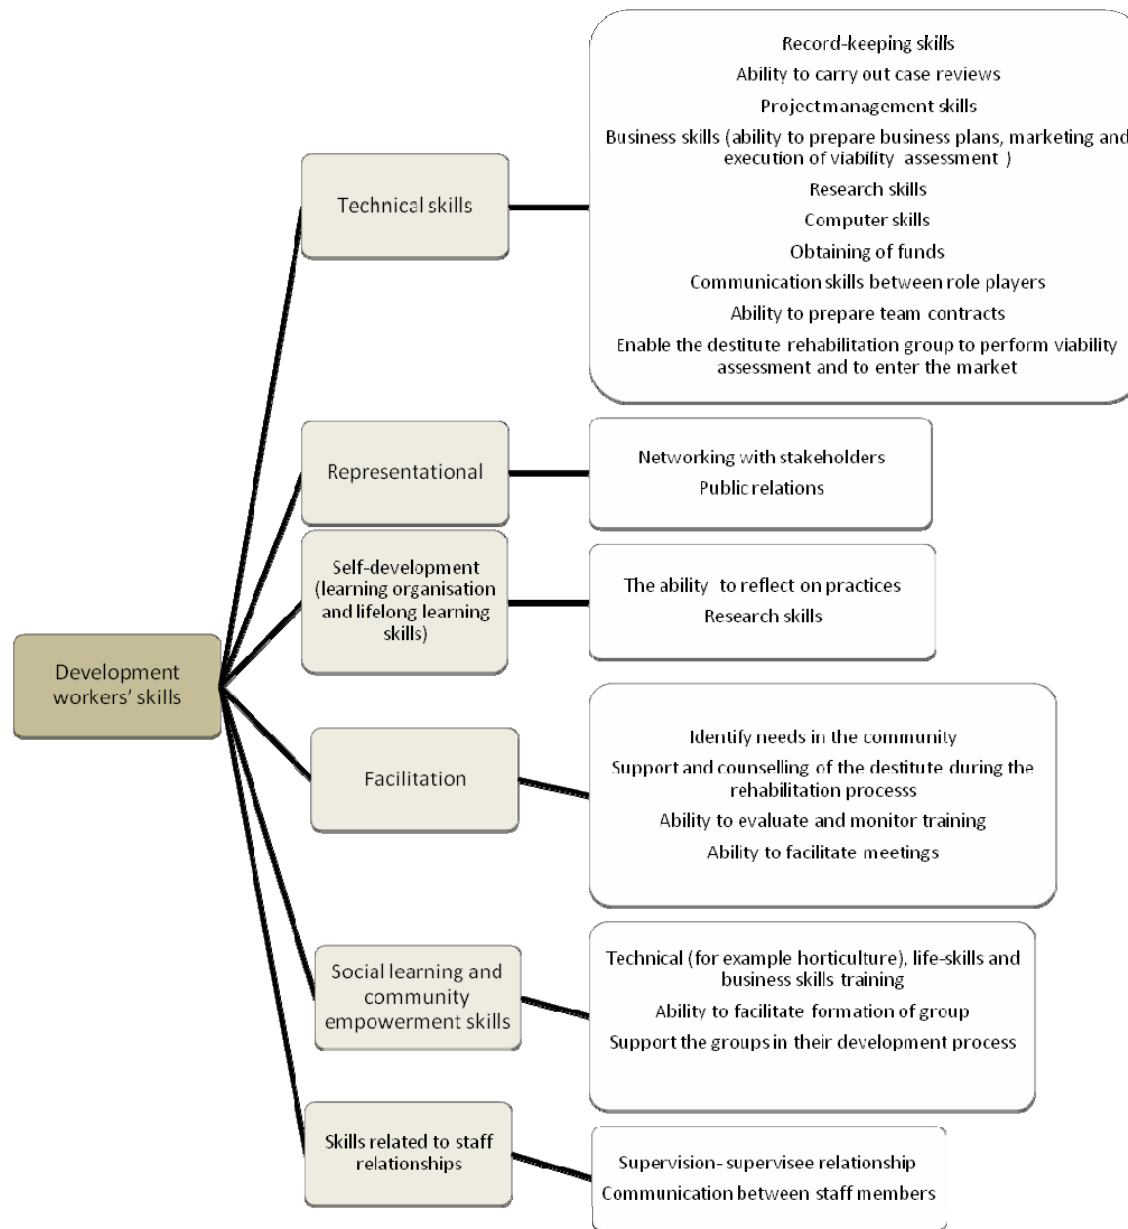 Development
workers' skills
Technical skills
Record-keeping skills
Ability to carry out case reviews
Project management skills
Business skills (ability to prepare business plans, marketing and
execution of viability assessment )
Research skills
Computer skills
Obtaining of funds
Communication skills between role players
Ability to prepare team contracts
Enable the destitute rehabilitation group to perform viability
assessment and to enter the market
Representational
Networking with stakeholders
Public relations
Self-development
(learning organisation
and lifelong learning
skills)
The ability to reflect on practices
Research skills
Facilitation
Identify needs in the community
Support and counselling of the destitute during the
rehabilitation processs
Ability to evaluate and monitor training
Ability to facilitate meetings
Social learning and
community
empowerment skills
Technical (for example horticulture), life-skills and
business skills training
Ability to facilitate formation of group
Support the groups in their development process
Skills related to staff
relationships
Supervision- supervisee relationship
Communication between staff members